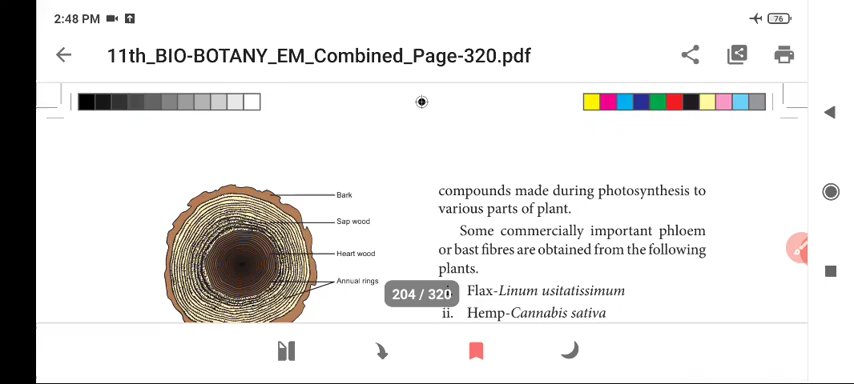 2:48 PM
76
11th_BIO-BOTANY_EM_Combined_Page-320.pdf
Bark
Sap wood
Heart wood
Annual rings
compounds made during photosynthesis to
various parts of plant.
Some commercially important phloem
or bast fibres are obtained from the following
plants.
204 / 320
Flax-Linum usitatissimum
ii. Hemp-Cannabis sativa